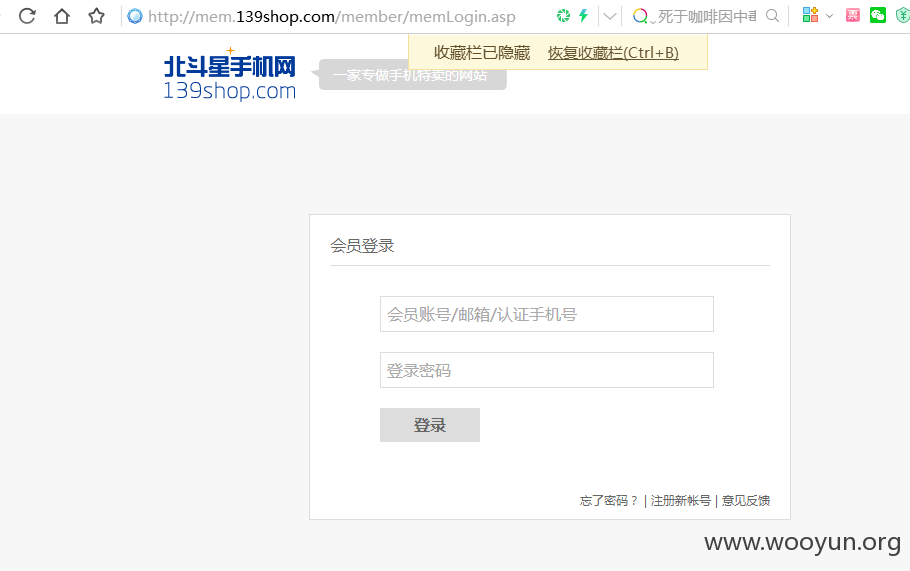 http://mem.139shop.com/member/memLogin.asp
死于咖啡因中毒
收藏栏已隐藏 恢复收藏栏(Ctrl+B)
北斗星手机网
139shop.com
一家专做手机特卖的网站
会员登录
会员账号/邮箱/认证手机号
登录密码
登录
忘了密码？ | 注册新帐号 | 意见反馈
www.wooyun.org